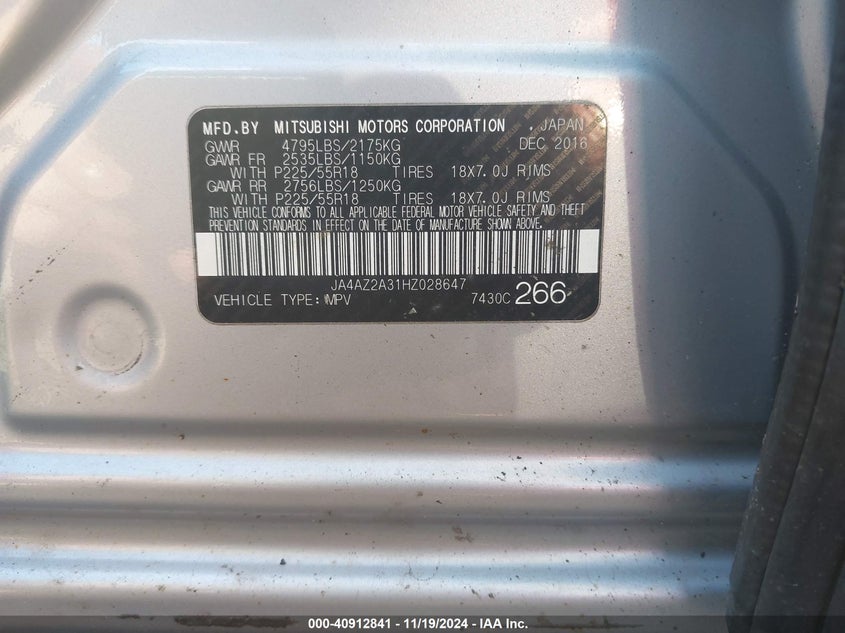 MFD.BY MITSUBISHI MOTORS CORPORATION , JAPAN
GVWR 4795LBS/2175KG DEC 2016
GAWR FR 2535LBS/1150KG
WITH P225/55R18 TIRES 18X7.0J RIMS
GAWR RR 2756LBS/1250KG
WITH P225/55R18 TIRES 18X7.0J RIMS
THIS VEHICLE CONFORMS TO ALL APPLICABLE FEDERAL MOTOR VEHICLE SAFETY AND THEFT
PREVENTION STANDARDS IN EFFECT ON THE DATE OF MANUFACTURE SHOWN ABOVE.
JA4AZ2A31HZ028647
VEHICLE TYPE: MPV 7430C 266
000-40912841 - 11/19/2024 - IAA Inc.